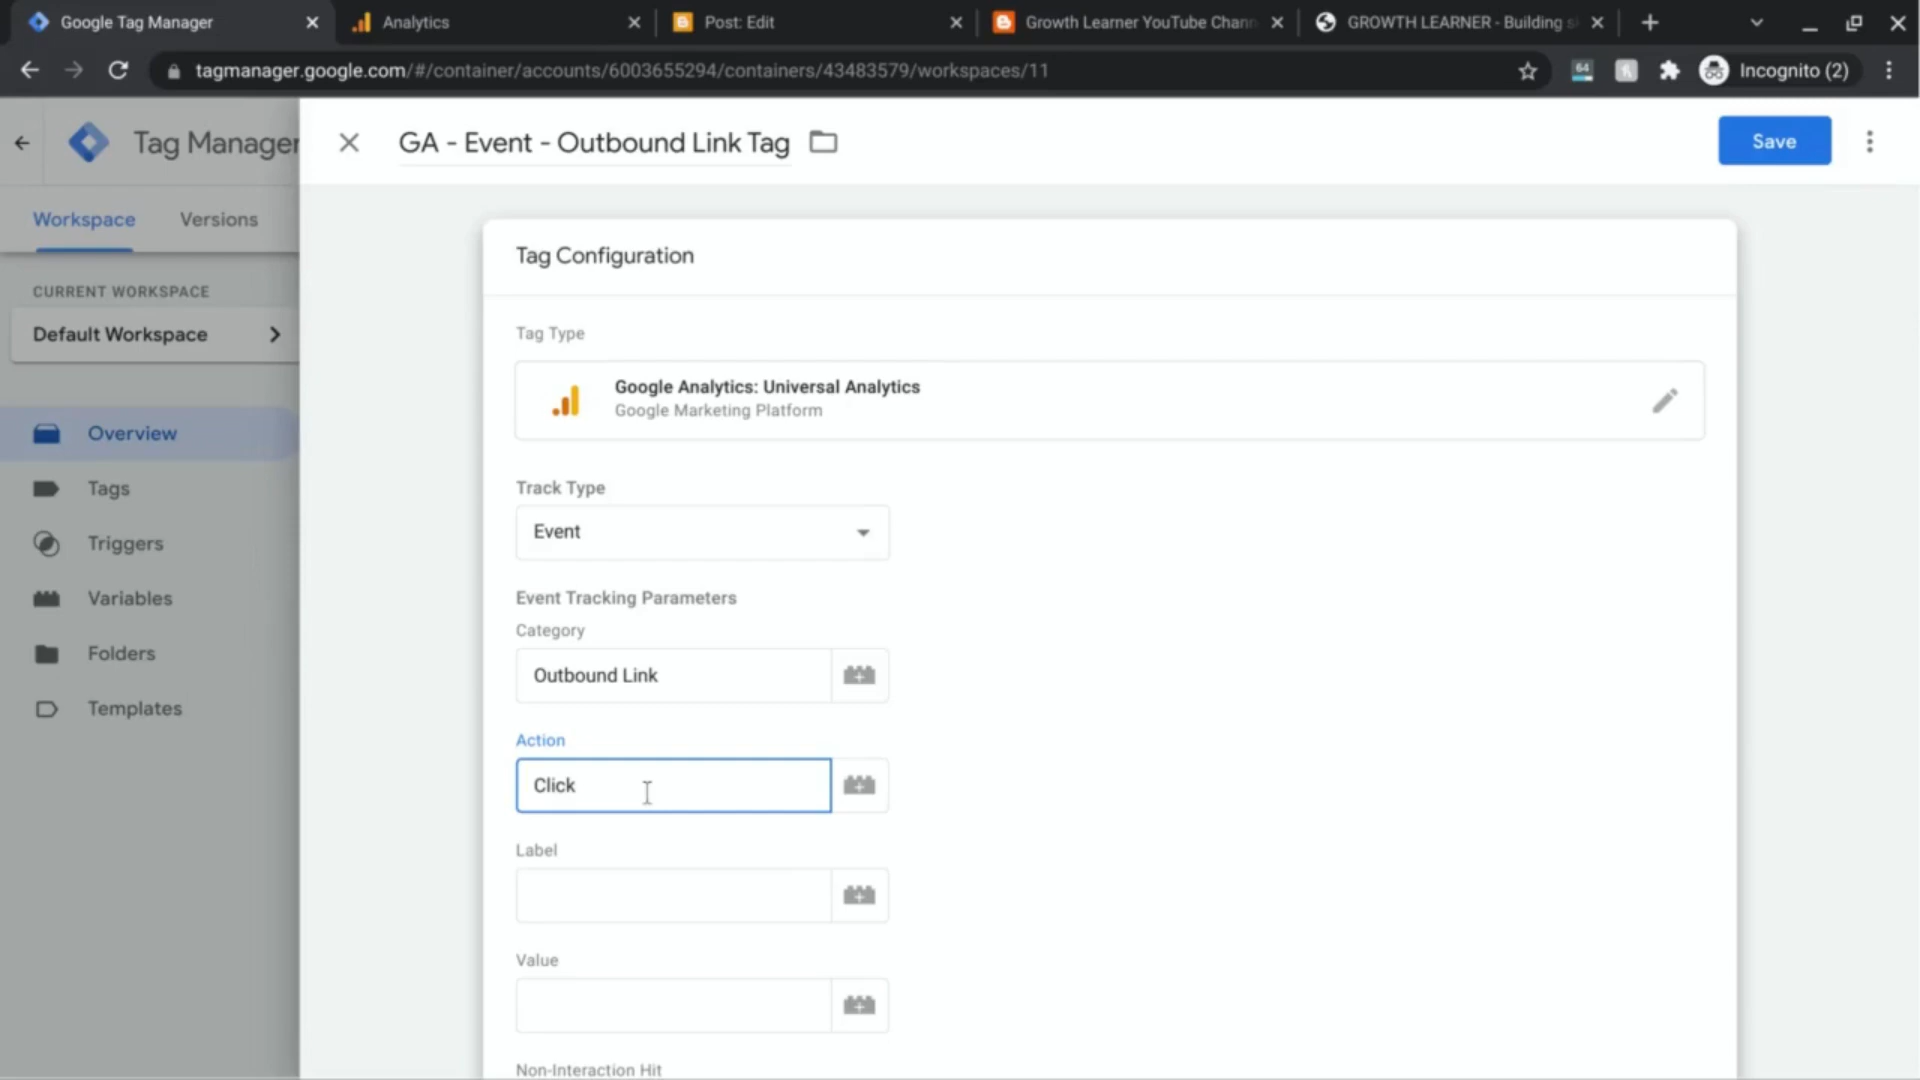 Google Tag Manager
Analytics
Post: Edit
Growth Learner YouTube Chann
GROWTH LEARNER - Building s
tagmanager.google.com/#/container/accounts/6003655294/containers/43483579/workspaces/11
64
Incognito (2)
Tag Manager
GA - Event - Outbound Link Tag
Save
Workspace
Versions
CURRENT WORKSPACE
Default Workspace
Overview
Tags
Triggers
Variables
Folders
Templates
Tag Configuration
Tag Type
Google Analytics: Universal Analytics
Google Marketing Platform
Track Type
Event
Event Tracking Parameters
Category
Outbound Link
Action
Click
Label
Value
Non-Interaction Hit